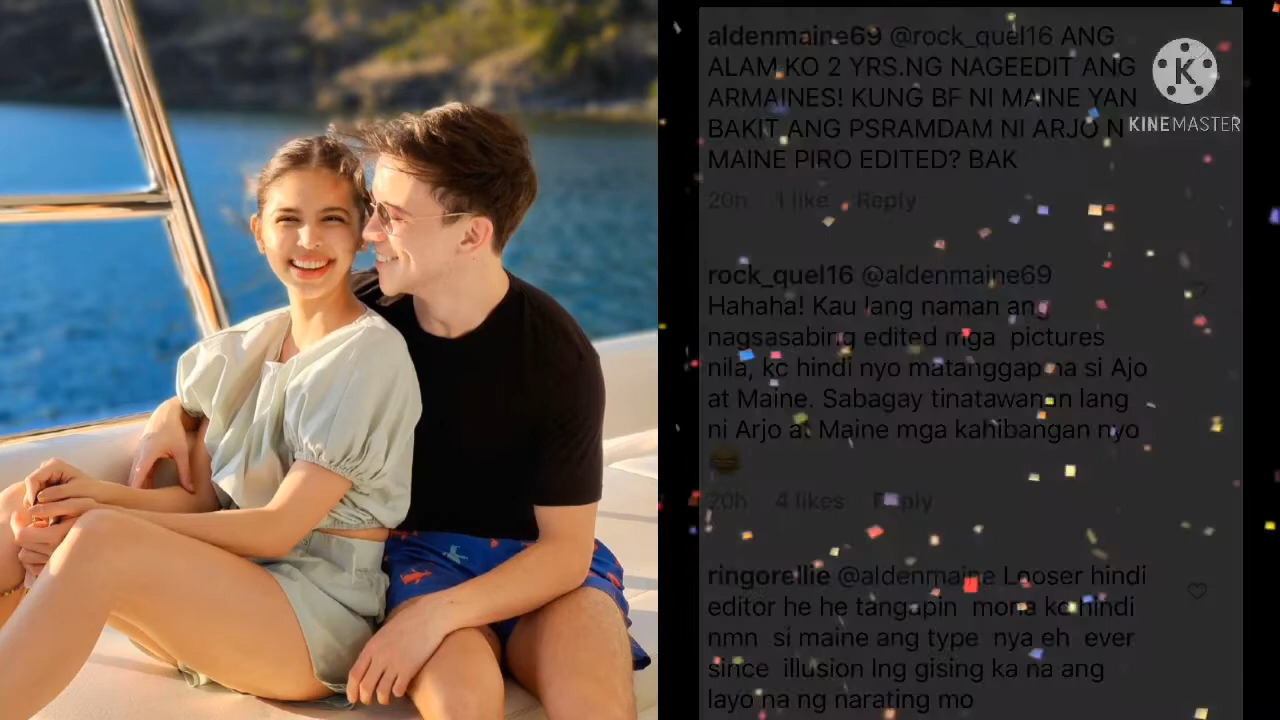 aldenmaine69 @rock_quel16 ANG
ALAM KO 2 YRS.NG NAGEEDIT ANG
ARMAINES! KUNG BF NI MAINE YAN
BAKIT ANG PSRAMDAM NI ARJO N
MAINE PIRO EDITED? BAK
20h 1 like Reply
KINEMASTER
rock_quel16 @aldenmaine69
Hahaha! Kau lang naman ang
nagsasabing edited mga pictures
nila, kc hindi nyo matanggap na si Ajo
at Maine. Sabagay tinatawanan lang
ni Arjo at Maine mga kahibangan nyo
20h 4 likes Reply
ringorellie @aldenmaine Looser hindi
editor he he tangapin mona kc hindi
nmn si maine ang type nya eh ever
since illusion lng gising ka na ang
layo na ng narating mo